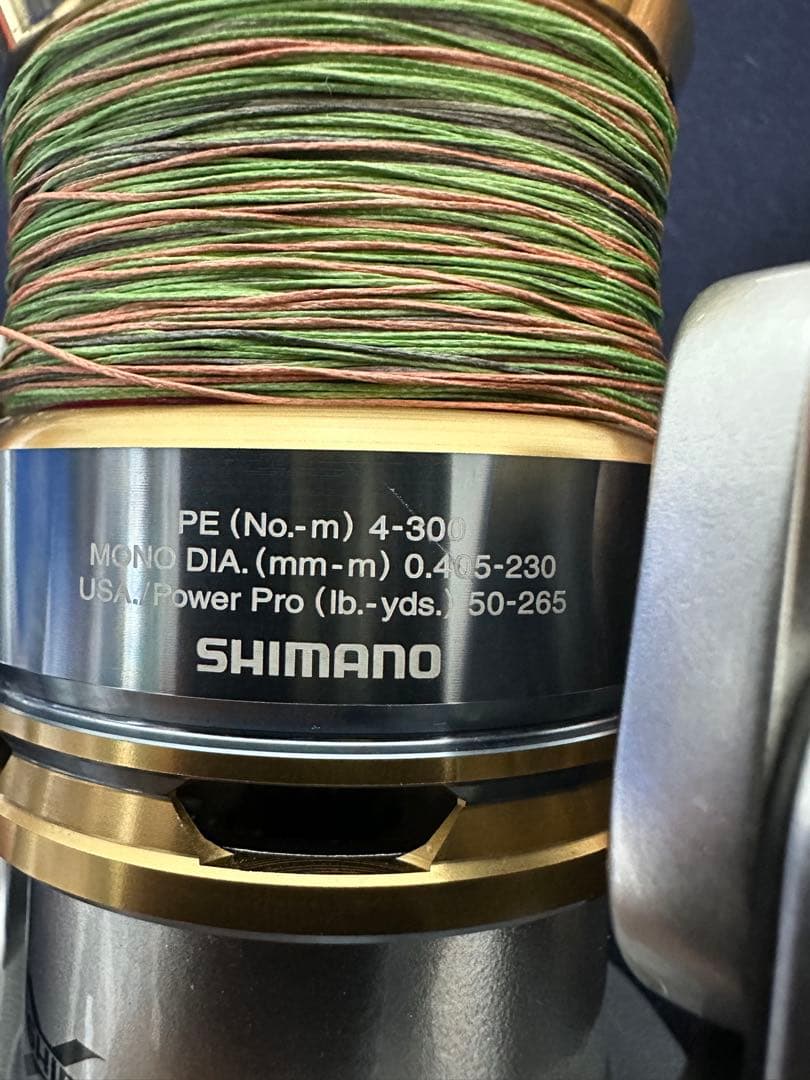 PE (No.-m) 4-300
MONO DIA. (mm-m) 0.405-230
USA./Power Pro (lb.-yds.) 50-265
SHIMANO